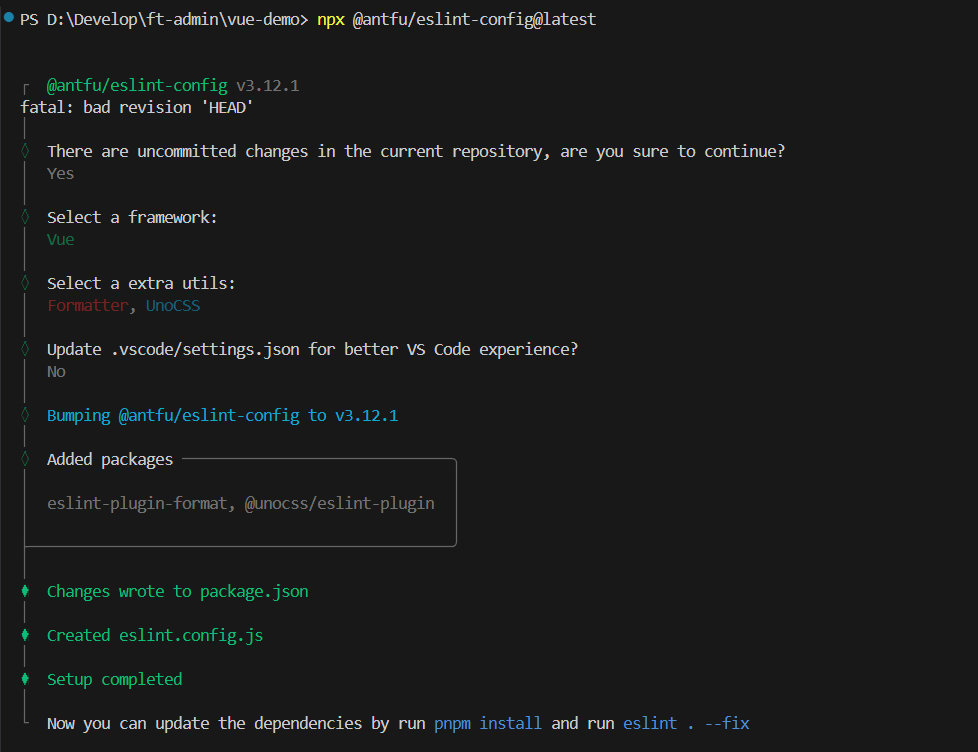 PS D:\Develop\ft-admin\vue-demo> npx @antfu/eslint-config@latest
@antfu/eslint-config v3.12.1
fatal: bad revision 'HEAD'
There are uncommitted changes in the current repository, are you sure to continue?
Yes
Select a framework:
Vue
Select a extra utils:
Formatter, UnoCSS
Update .vscode/settings.json for better VS Code experience?
No
Bumping @antfu/eslint-config to v3.12.1
Added packages
eslint-plugin-format, @unocss/eslint-plugin
Changes wrote to package.json
Created eslint.config.js
Setup completed
Now you can update the dependencies by run pnpm install and run eslint . --fix